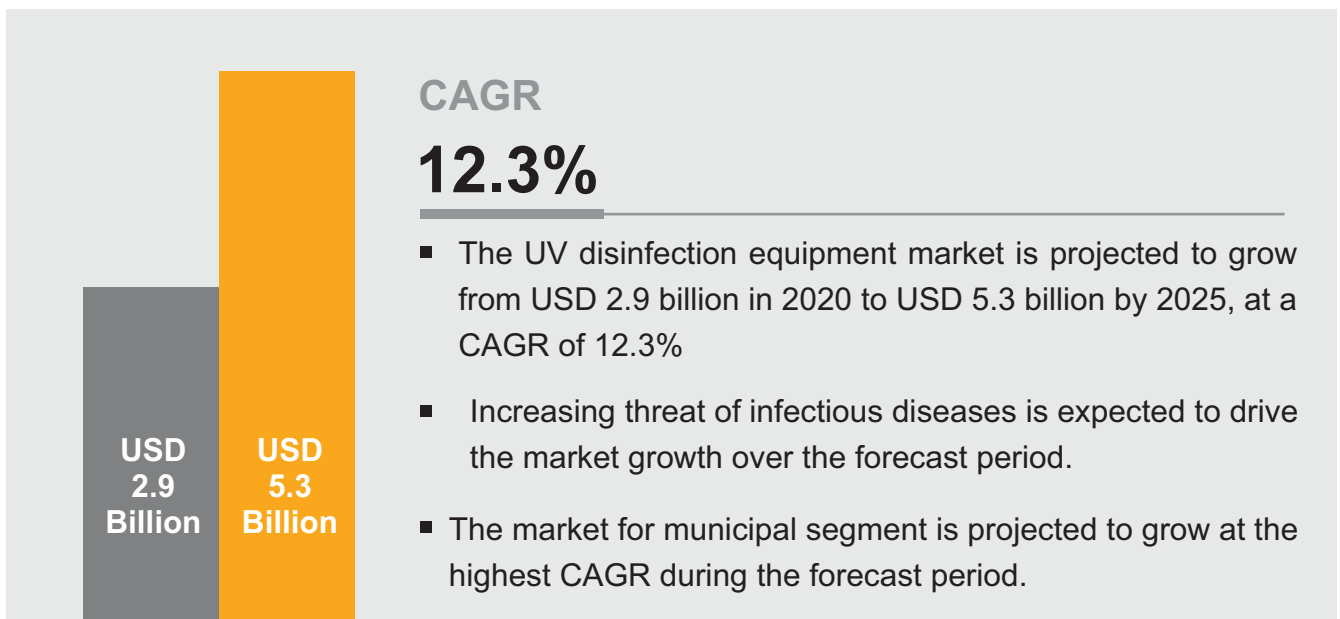 CAGR
12.3%
▪ The UV disinfection equipment market is projected to grow
from USD 2.9 billion in 2020 to USD 5.3 billion by 2025, at a
CAGR of 12.3%
▪ Increasing threat of infectious diseases is expected to drive
the market growth over the forecast period.
▪ The market for municipal segment is projected to grow at the
highest CAGR during the forecast period.
USD
2.9
Billion
USD
5.3
Billion